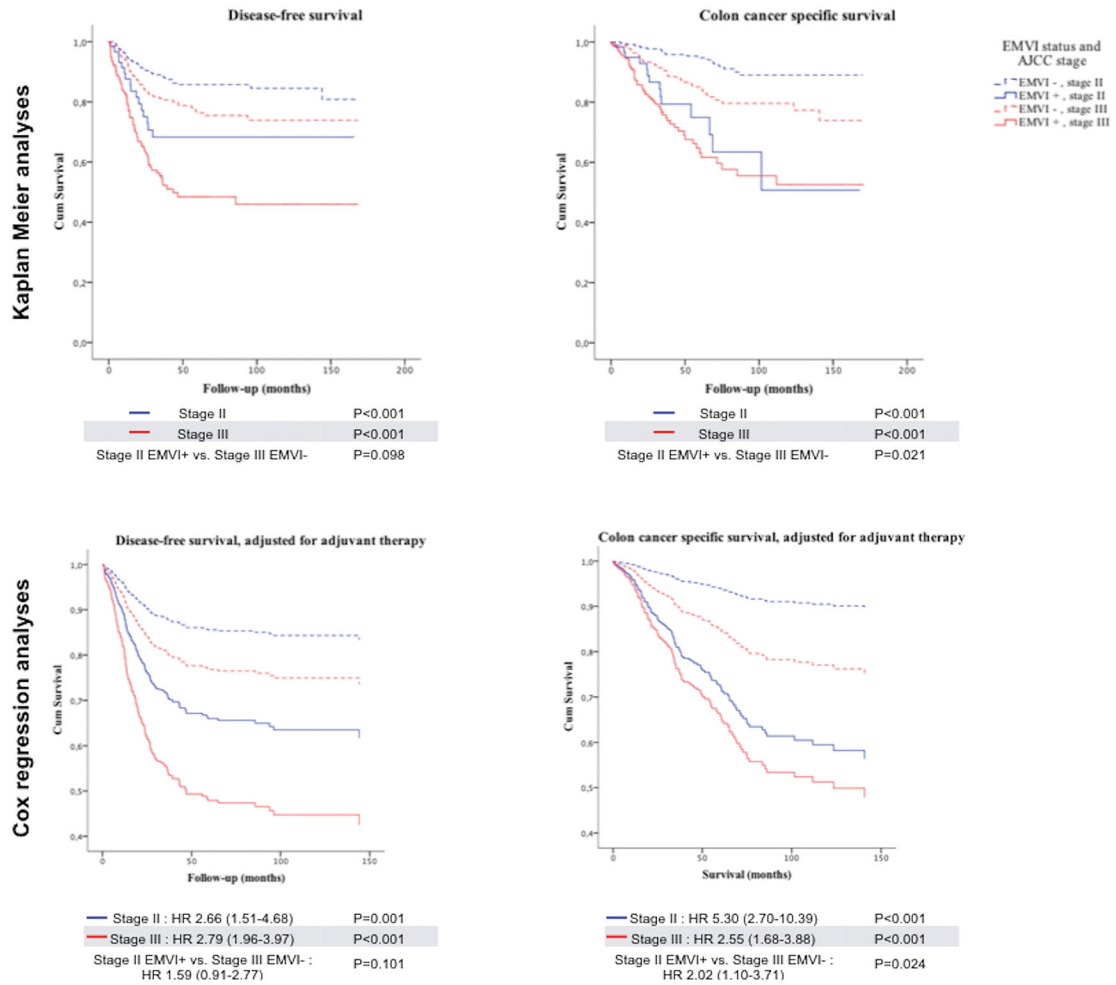 Disease-free survival
Colon cancer specific survival
EMVI status and
AJCC stage
EMVI - , stage II
EMVI + , stage II
EMVI - , stage III
EMVI + , stage III
Kaplan Meier analyses
Cum Survival
1,0
0,8
0,6
0,4
0,2
0,0
0 50 100 150 200
Follow-up (months)
Cum Survival
1,0
0,8
0,6
0,4
0,2
0,0
0 50 100 150 200
Follow-up (months)
Stage II P<0.001
Stage III P<0.001
Stage II EMVI+ vs. Stage III EMVI- P=0.098
Stage II P<0.001
Stage III P<0.001
Stage II EMVI+ vs. Stage III EMVI- P=0.021
Cox regression analyses
Disease-free survival, adjusted for adjuvant therapy
Cum Survival
1,0
0,9
0,8
0,7
0,6
0,5
0,4
0 50 100 150
Follow-up (months)
Colon cancer specific survival, adjusted for adjuvant therapy
Cum Survival
1,0
0,9
0,8
0,7
0,6
0,5
0,4
0 50 100 150
Survival (months)
Stage II : HR 2.66 (1.51-4.68) P=0.001
Stage III : HR 2.79 (1.96-3.97) P<0.001
Stage II EMVI+ vs. Stage III EMVI- :
HR 1.59 (0.91-2.77) P=0.101
Stage II : HR 5.30 (2.70-10.39) P<0.001
Stage III : HR 2.55 (1.68-3.88) P<0.001
Stage II EMVI+ vs. Stage III EMVI- :
HR 2.02 (1.10-3.71) P=0.024